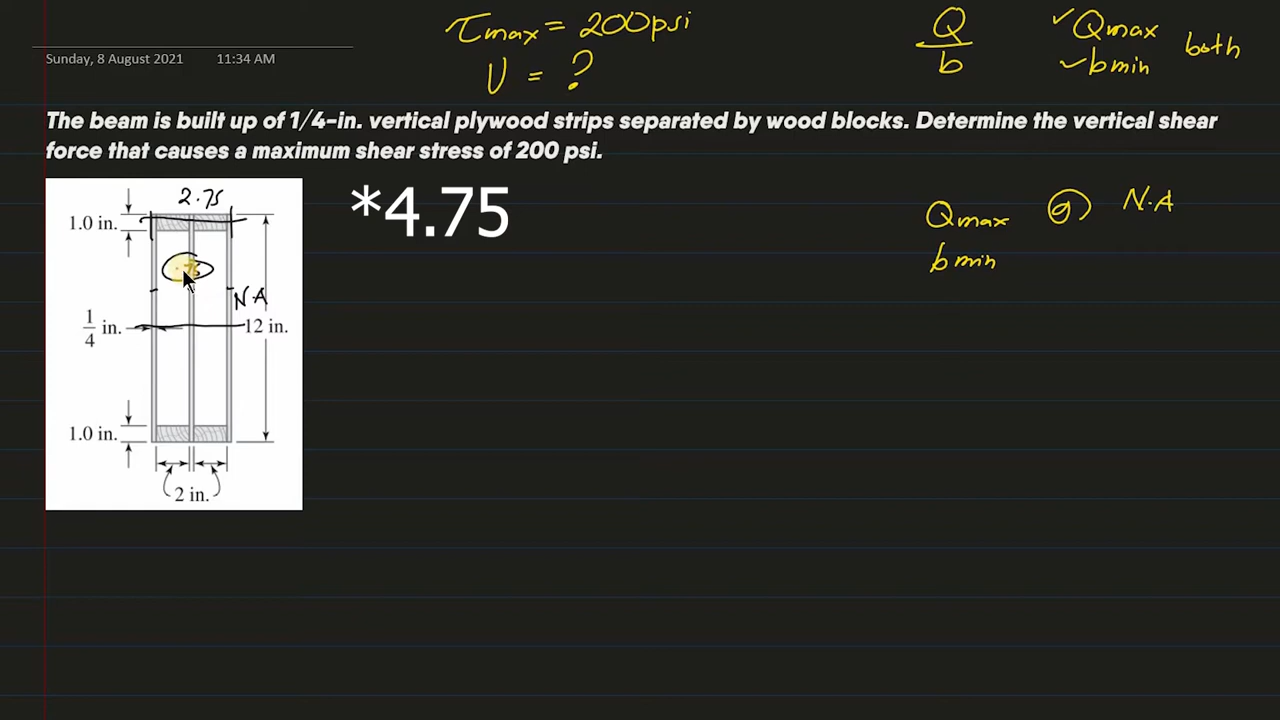 τmax = 200psi
V = ?
Q
b
✓Qmax
✓bmin
both
Sunday, 8 August 2021 11:34 AM
The beam is built up of 1/4-in. vertical plywood strips separated by wood blocks. Determine the vertical shear
force that causes a maximum shear stress of 200 psi.
2.75
1.0 in.
*4.75
Qmax @ N.A
bmin
.75
NA
1
4
in.
12 in.
1.0 in.
2 in.